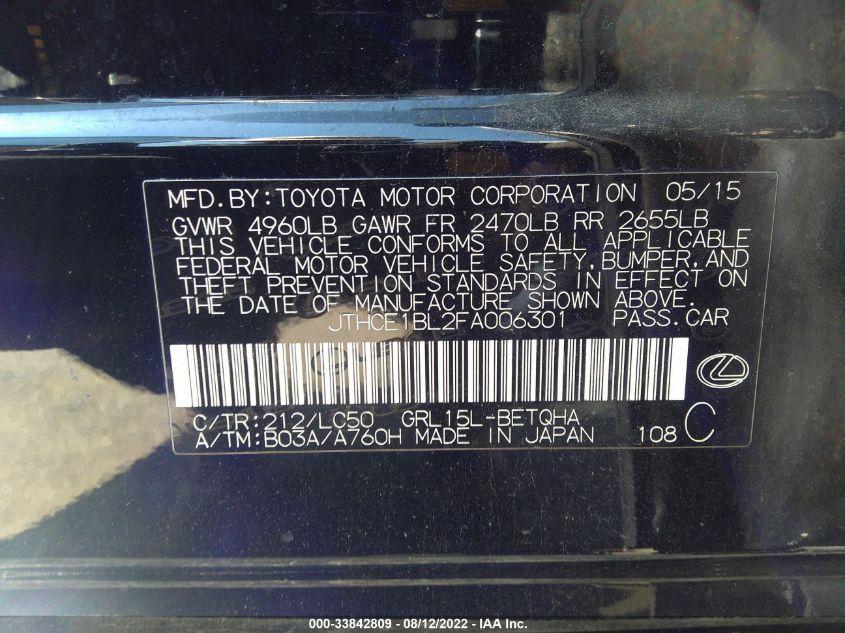 MFD.BY:TOYOTA MOTOR CORPORATION 05/15
GVWR 4960LB GAWR FR 2470LB RR 2655LB
THIS VEHICLE CONFORMS TO ALL APPLICABLE
FEDERAL MOTOR VEHICLE SAFETY,BUMPER,AND
THEFT PREVENTION STANDARDS IN EFFECT ON
THE DATE OF MANUFACTURE SHOWN ABOVE.
JTHCE1BL2FA006301 PASS.CAR
C/TR:212/LC50 GRL15L-BETQHA
A/TM:B03A/A760H MADE IN JAPAN 108 C
000-33842809 - 08/12/2022 - IAA Inc.